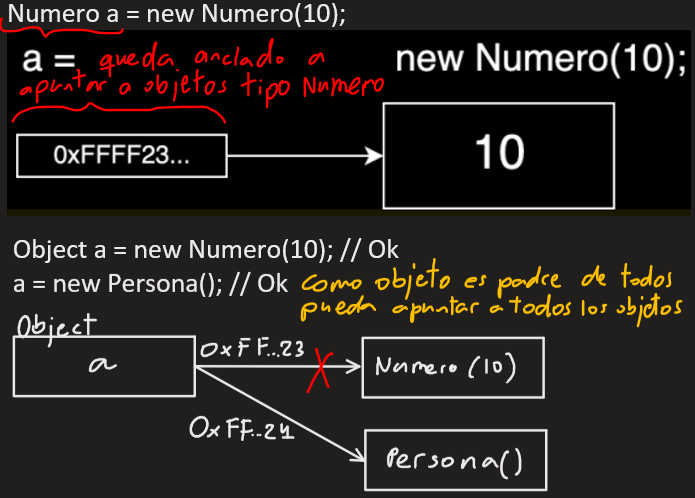 Numero a = new Numero(10);
a = queda anclado a new Numero(10);
apuntar a objetos tipo Numero
0xFFFF23... 10
Object a = new Numero(10); // Ok
a = new Persona(); // Ok como objeto es padre de todos
pueda apuntar a todos los objetos
Object
a 0xFF..23 Numero (10)
0xFF..24 Persona()